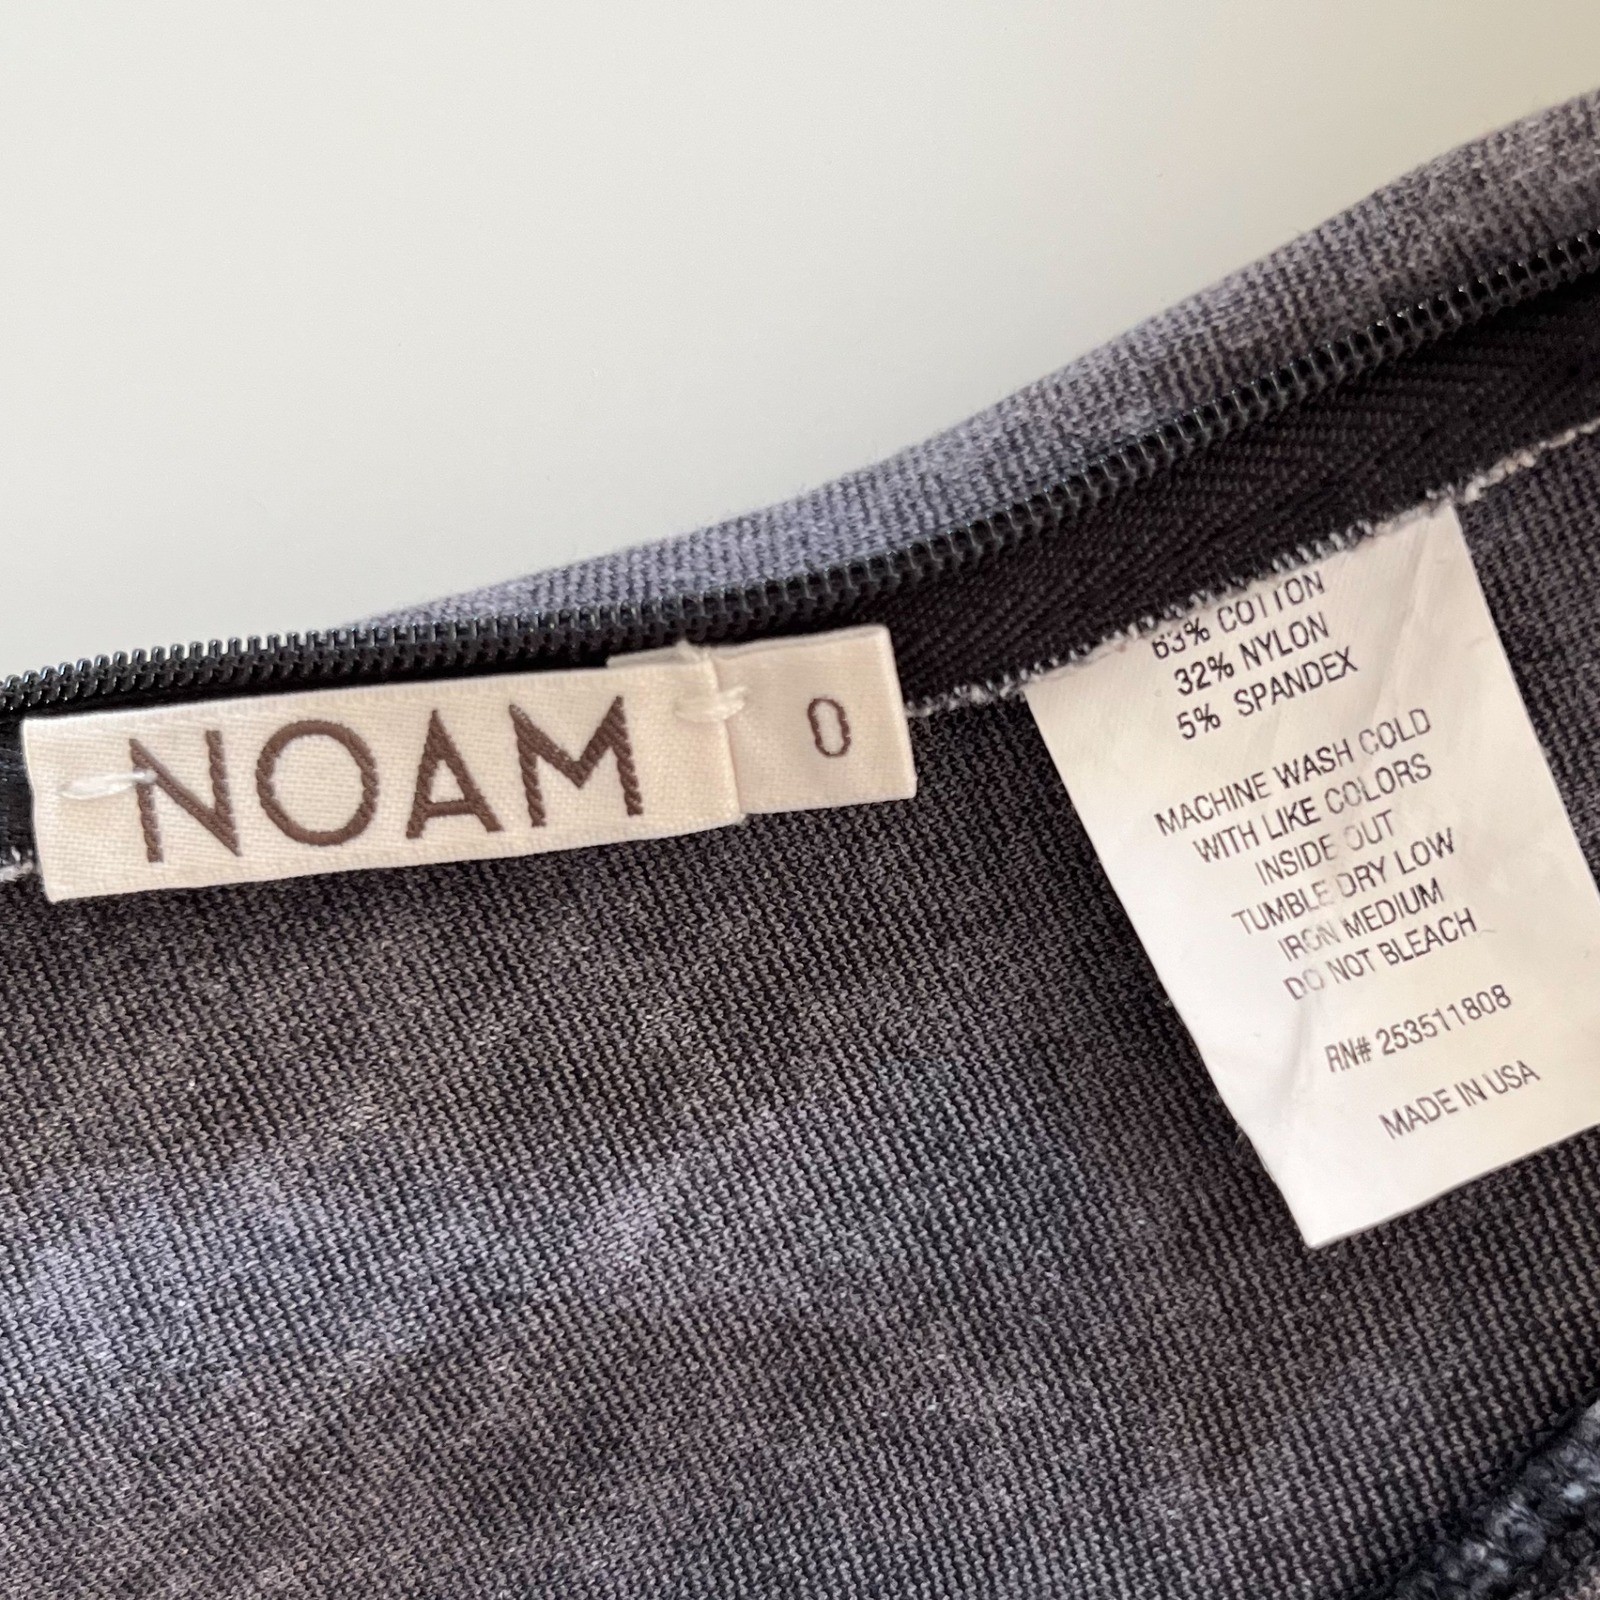 NOAM
0
63% COTTON
32% NYLON
5% SPANDEX
MACHINE WASH COLD
WITH LIKE COLORS
INSIDE OUT
TUMBLE DRY LOW
IRON MEDIUM
DO NOT BLEACH
RN# 253511808
MADE IN USA